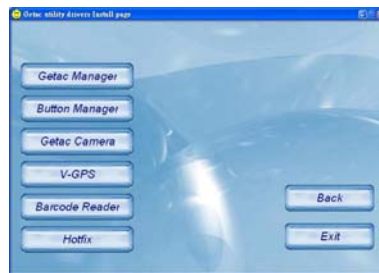 Getac utility drivers Install page
Getac Manager
Button Manager
Getac Camera
V-GPS
Barcode Reader
Hotfix
Back
Exit